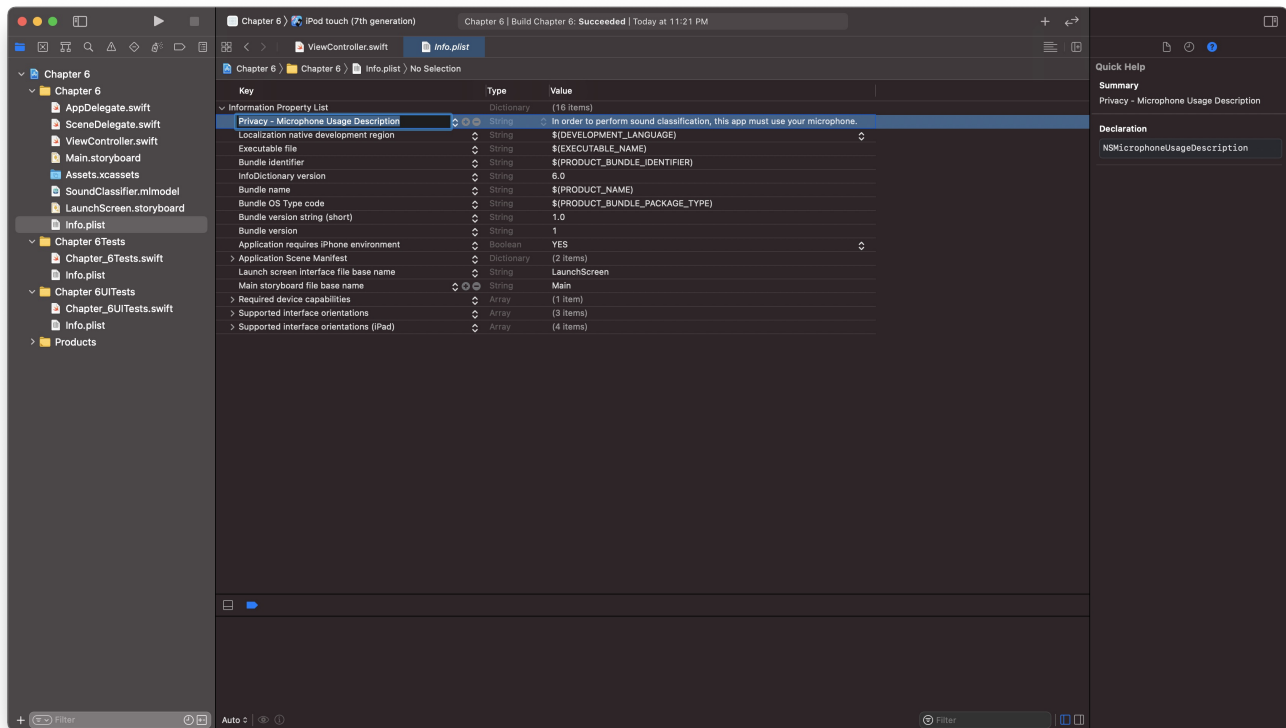 Chapter 6 〉 iPod touch (7th generation)
Chapter 6 | Build Chapter 6: Succeeded | Today at 11:21 PM
ViewController.swift
Info.plist
Chapter 6 〉 Chapter 6 〉 Info.plist 〉 No Selection
Chapter 6
Chapter 6
AppDelegate.swift
SceneDelegate.swift
ViewController.swift
Main.storyboard
Assets.xcassets
SoundClassifier.mlmodel
LaunchScreen.storyboard
Info.plist
Chapter 6Tests
Chapter_6Tests.swift
Info.plist
Chapter 6UITests
Chapter_6UITests.swift
Info.plist
Products
Filter
Key Type Value
Information Property List Dictionary (16 items)
Privacy - Microphone Usage Description String In order to perform sound classification, this app must use your microphone.
Localization native development region String $(DEVELOPMENT_LANGUAGE)
Executable file String $(EXECUTABLE_NAME)
Bundle identifier String $(PRODUCT_BUNDLE_IDENTIFIER)
InfoDictionary version String 6.0
Bundle name String $(PRODUCT_NAME)
Bundle OS Type code String $(PRODUCT_BUNDLE_PACKAGE_TYPE)
Bundle version string (short) String 1.0
Bundle version String 1
Application requires iPhone environment Boolean YES
Application Scene Manifest Dictionary (2 items)
Launch screen interface file base name String LaunchScreen
Main storyboard file base name String Main
Required device capabilities Array (1 item)
Supported interface orientations Array (3 items)
Supported interface orientations (iPad) Array (4 items)
Auto
Filter
Quick Help
Summary
Privacy - Microphone Usage Description
Declaration
NSMicrophoneUsageDescription